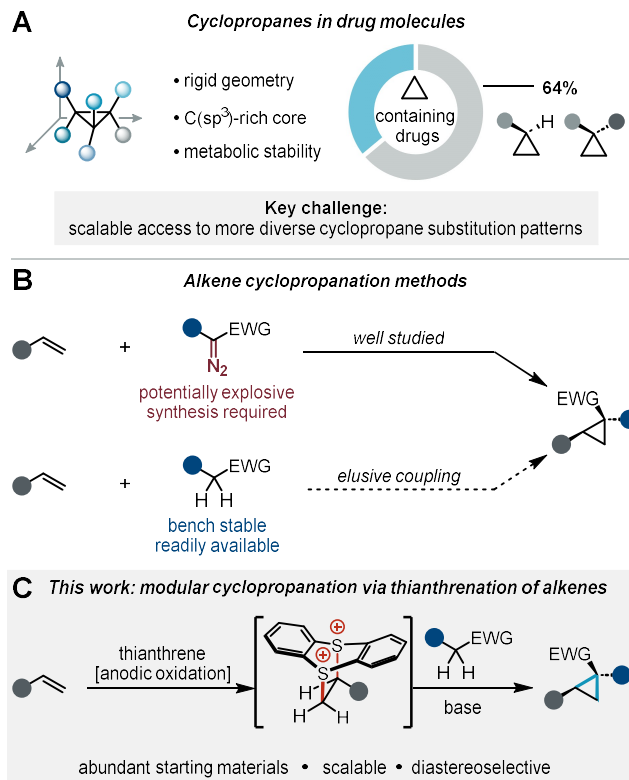 A
Cyclopropanes in drug molecules
• rigid geometry
• C(sp³)-rich core
• metabolic stability
containing
drugs
64%
H
Key challenge:
scalable access to more diverse cyclopropane substitution patterns
B
Alkene cyclopropanation methods
+
EWG
N₂
potentially explosive
synthesis required
well studied
EWG
+
EWG
H H
bench stable
readily available
elusive coupling
C
This work: modular cyclopropanation via thianthrenation of alkenes
thianthrene
[anodic oxidation]
+
+
S
S
H
H
H
EWG
H H
base
EWG
abundant starting materials • scalable • diastereoselective